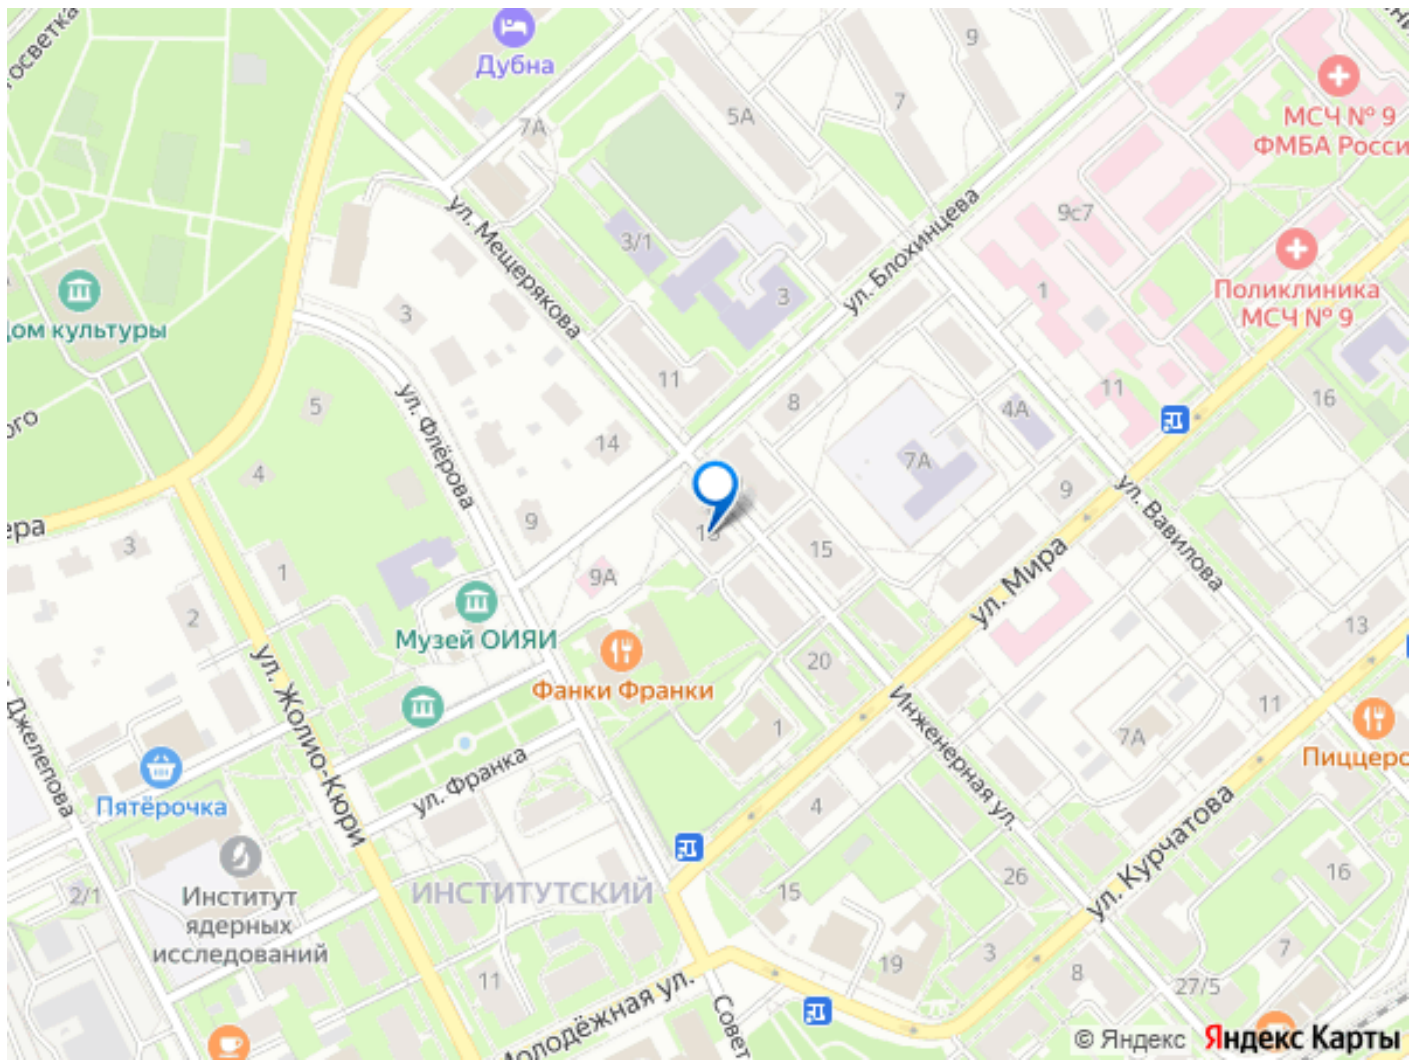 Дубна
9
7
5А
7А
МСЧ № 9
ФМБА Росси
9с7
3/1
3
ул. Мещерякова
ул. Блохинцева
1
Поликлиника
МСЧ № 9
дом культуры
3
11
11
16
5
8
4А
ул. Флёрова
14
7А
9
4
9
15
ул. Вавилова
ера
3
1
9А
ул. Мира
2
Музей ОИЯИ
13
20
Фанки Франки
ул. Жолио-Кюри
11
1
7А
Инженерная ул.
Пиццеро
Джелепова
Пятёрочка
ул. Франка
4
ул. Курчатова
2/1
Институт
ядерных
исследований
ИНСТИТУТСКИЙ
15
26
16
11
19
3
8
7
27/5
Молодёжная ул.
Совет
© Яндекс Яндекс Карты